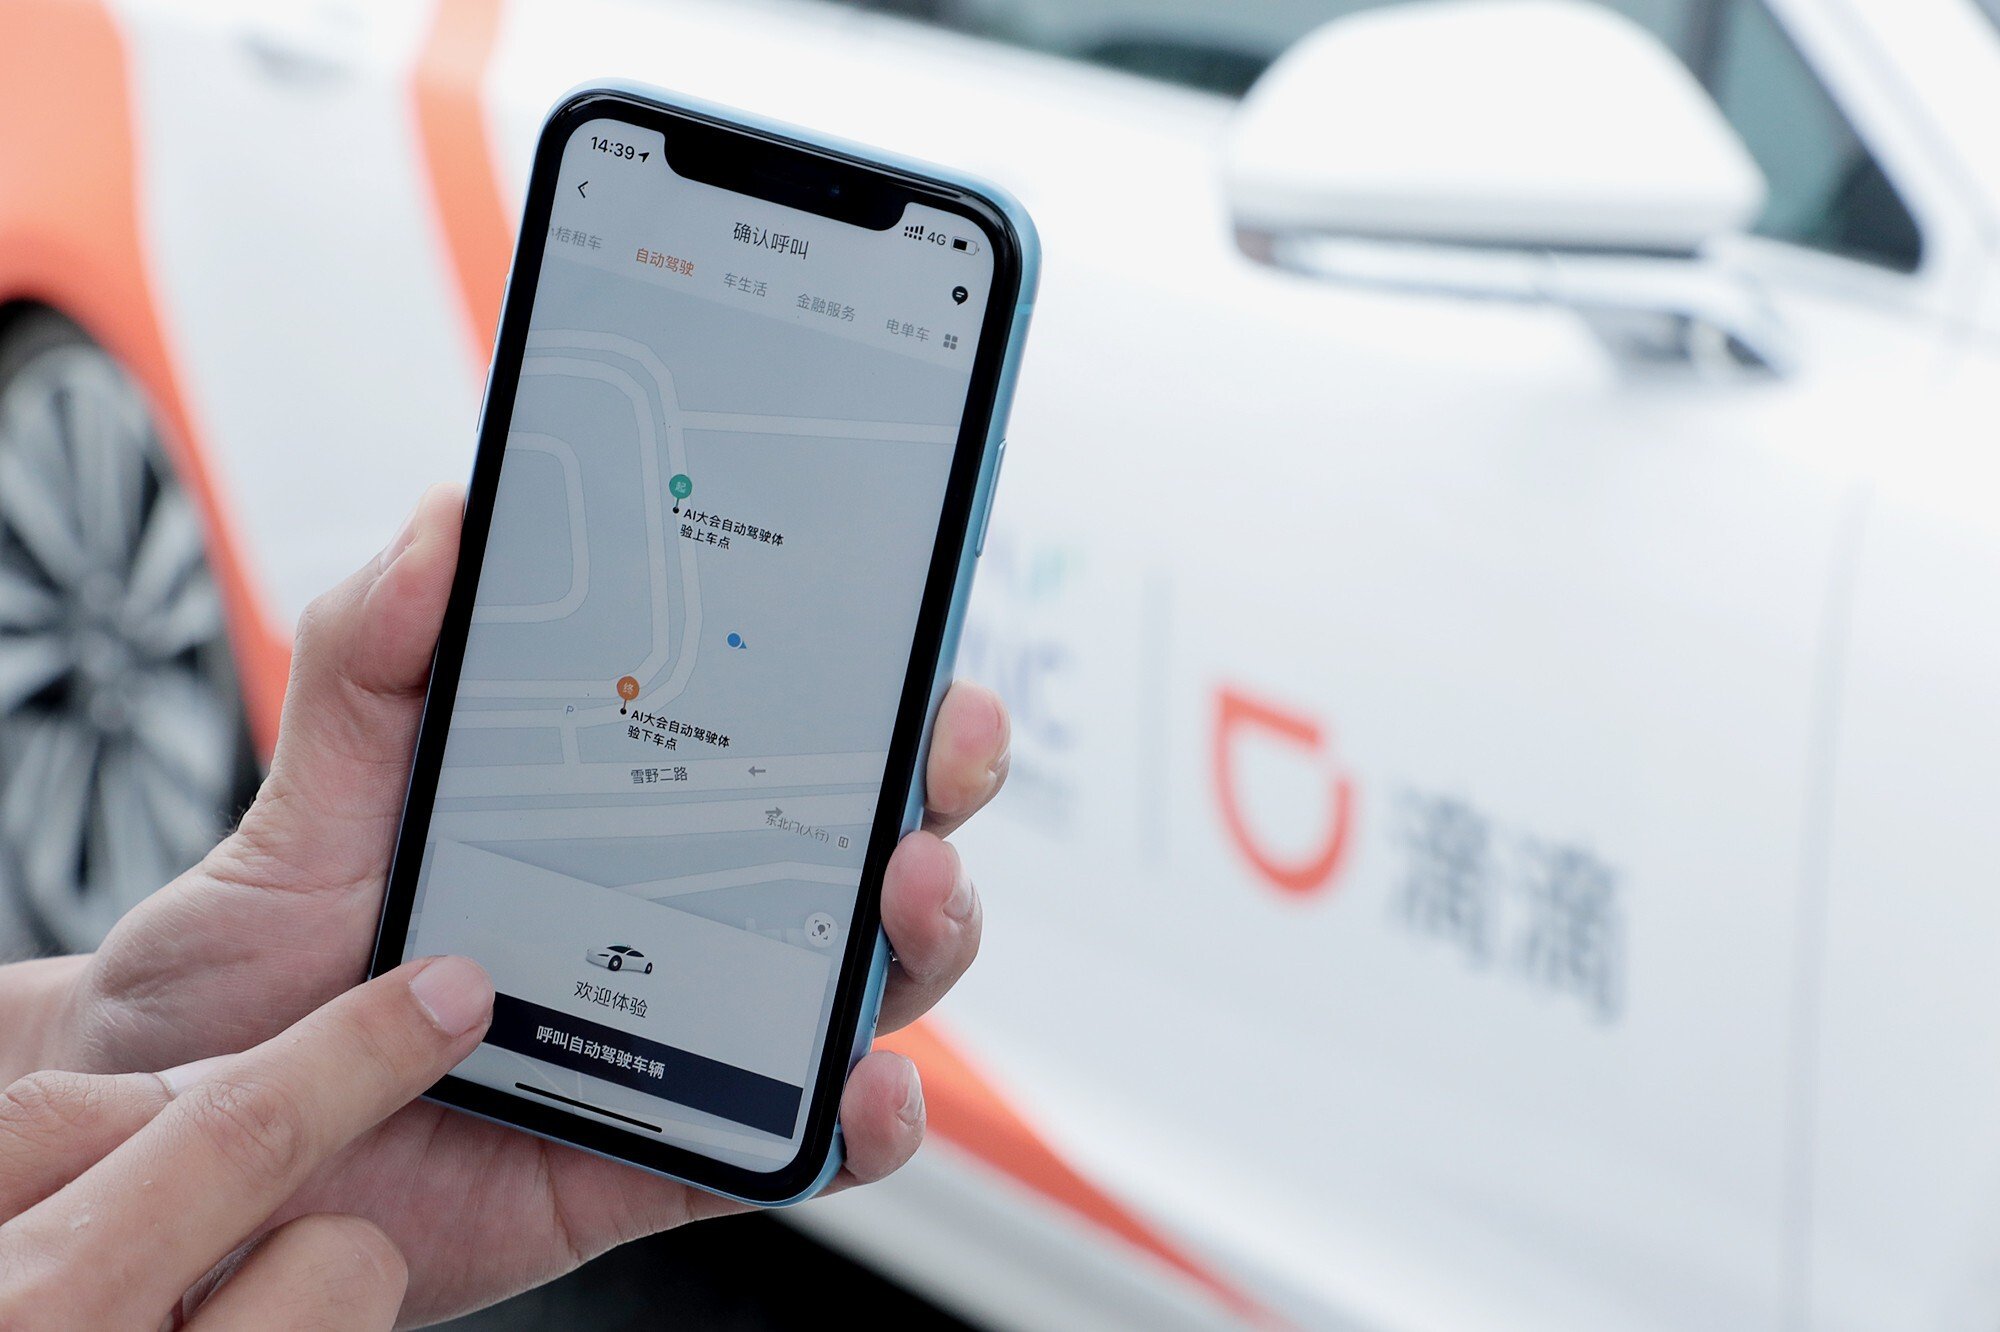 14:39
4G
确认呼叫
桔租车
自动驾驶
车生活
金融服务
电单车
起
AI大会自动驾驶体
验上车点
终
P
AI大会自动驾驶体
验下车点
雪野二路
东北门(人行)
欢迎体验
呼叫自动驾驶车辆
滴滴